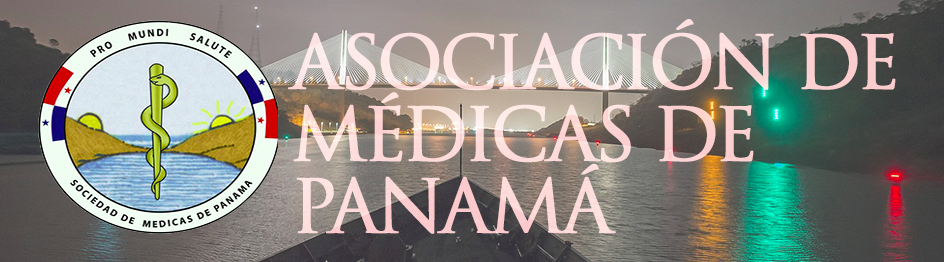 PRO MUNDI SALUTE
SOCIEDAD DE MEDICAS DE PANAMA
ASOCIACIÓN DE
MÉDICAS DE
PANAMÁ